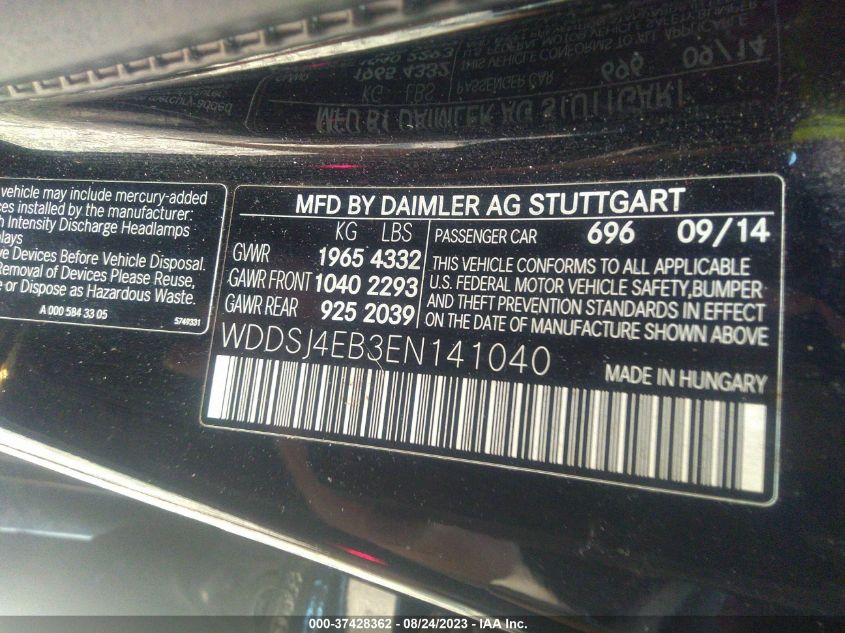 vehicle may include mercury-added
ces installed by the manufacturer:
h Intensity Discharge Headlamps
plays
ve Devices Before Vehicle Disposal.
Removal of Devices Please Reuse,
e or Dispose as Hazardous Waste.
A 000 584 33 05 5749331
MFD BY DAIMLER AG STUTTGART
KG LBS
GVWR 1965 4332
GAWR FRONT 1040 2293
GAWR REAR 925 2039
PASSENGER CAR 696 09/14
THIS VEHICLE CONFORMS TO ALL APPLICABLE
U.S. FEDERAL MOTOR VEHICLE SAFETY,BUMPER
AND THEFT PREVENTION STANDARDS IN EFFECT
ON THE DATE OF MANUFACTURE SHOWN ABOVE
WDDSJ4EB3EN141040
MADE IN HUNGARY
000-37428362 - 08/24/2023 - IAA Inc.